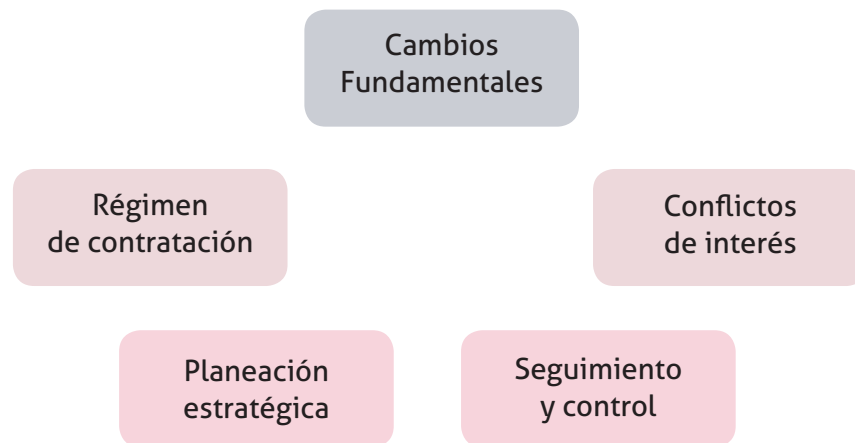 Cambios
Fundamentales
Régimen
de contratación
Conflictos
de interés
Planeación
estratégica
Seguimiento
y control